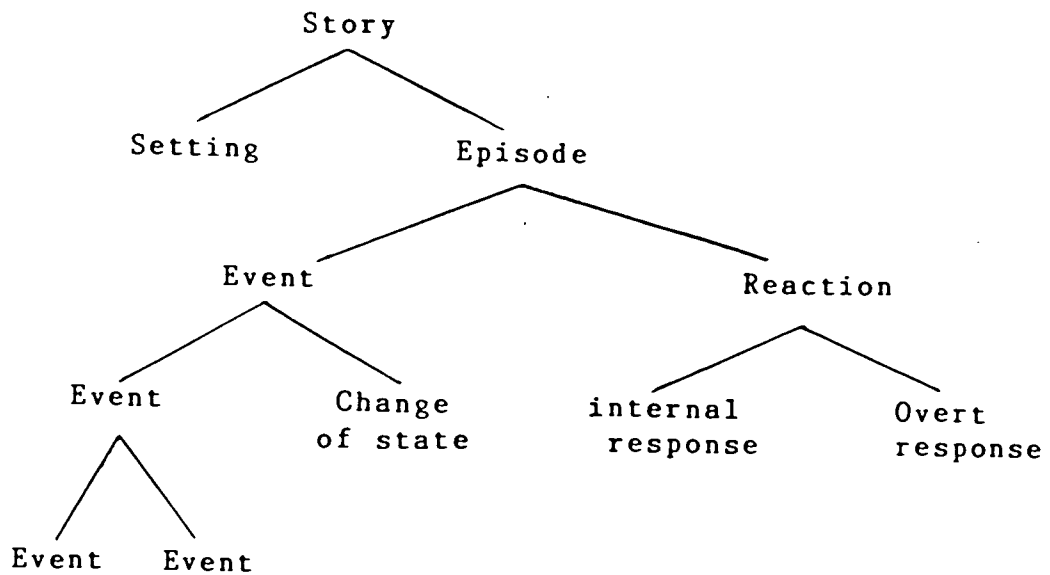 Story
Setting
Episode
Event
Reaction
Event
Change
of state
internal
response
Overt
response
Event
Event